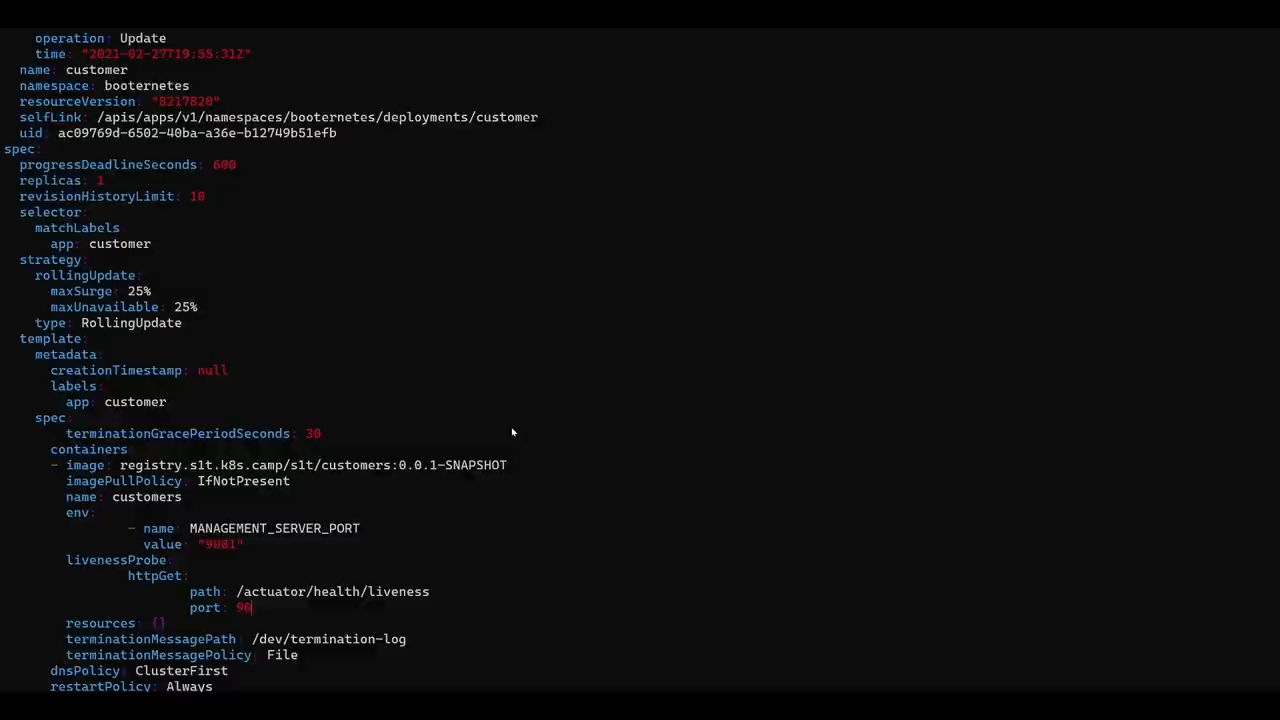 operation: Update
time: "2021-02-27T19:55:31Z"
name: customer
namespace: booternetes
resourceVersion: "8217820"
selfLink: /apis/apps/v1/namespaces/booternetes/deployments/customer
uid: ac09769d-6502-40ba-a36e-b12749b51efb
spec:
progressDeadlineSeconds: 600
replicas: 1
revisionHistoryLimit: 10
selector:
matchLabels:
app: customer
strategy:
rollingUpdate:
maxSurge: 25%
maxUnavailable: 25%
type: RollingUpdate
template:
metadata:
creationTimestamp: null
labels:
app: customer
spec:
terminationGracePeriodSeconds: 30
containers:
- image: registry.s1t.k8s.camp/s1t/customers:0.0.1-SNAPSHOT
imagePullPolicy: IfNotPresent
name: customers
env:
- name: MANAGEMENT_SERVER_PORT
value: "9001"
livenessProbe:
httpGet:
path: /actuator/health/liveness
port: 90
resources: {}
terminationMessagePath: /dev/termination-log
terminationMessagePolicy: File
dnsPolicy: ClusterFirst
restartPolicy: Always